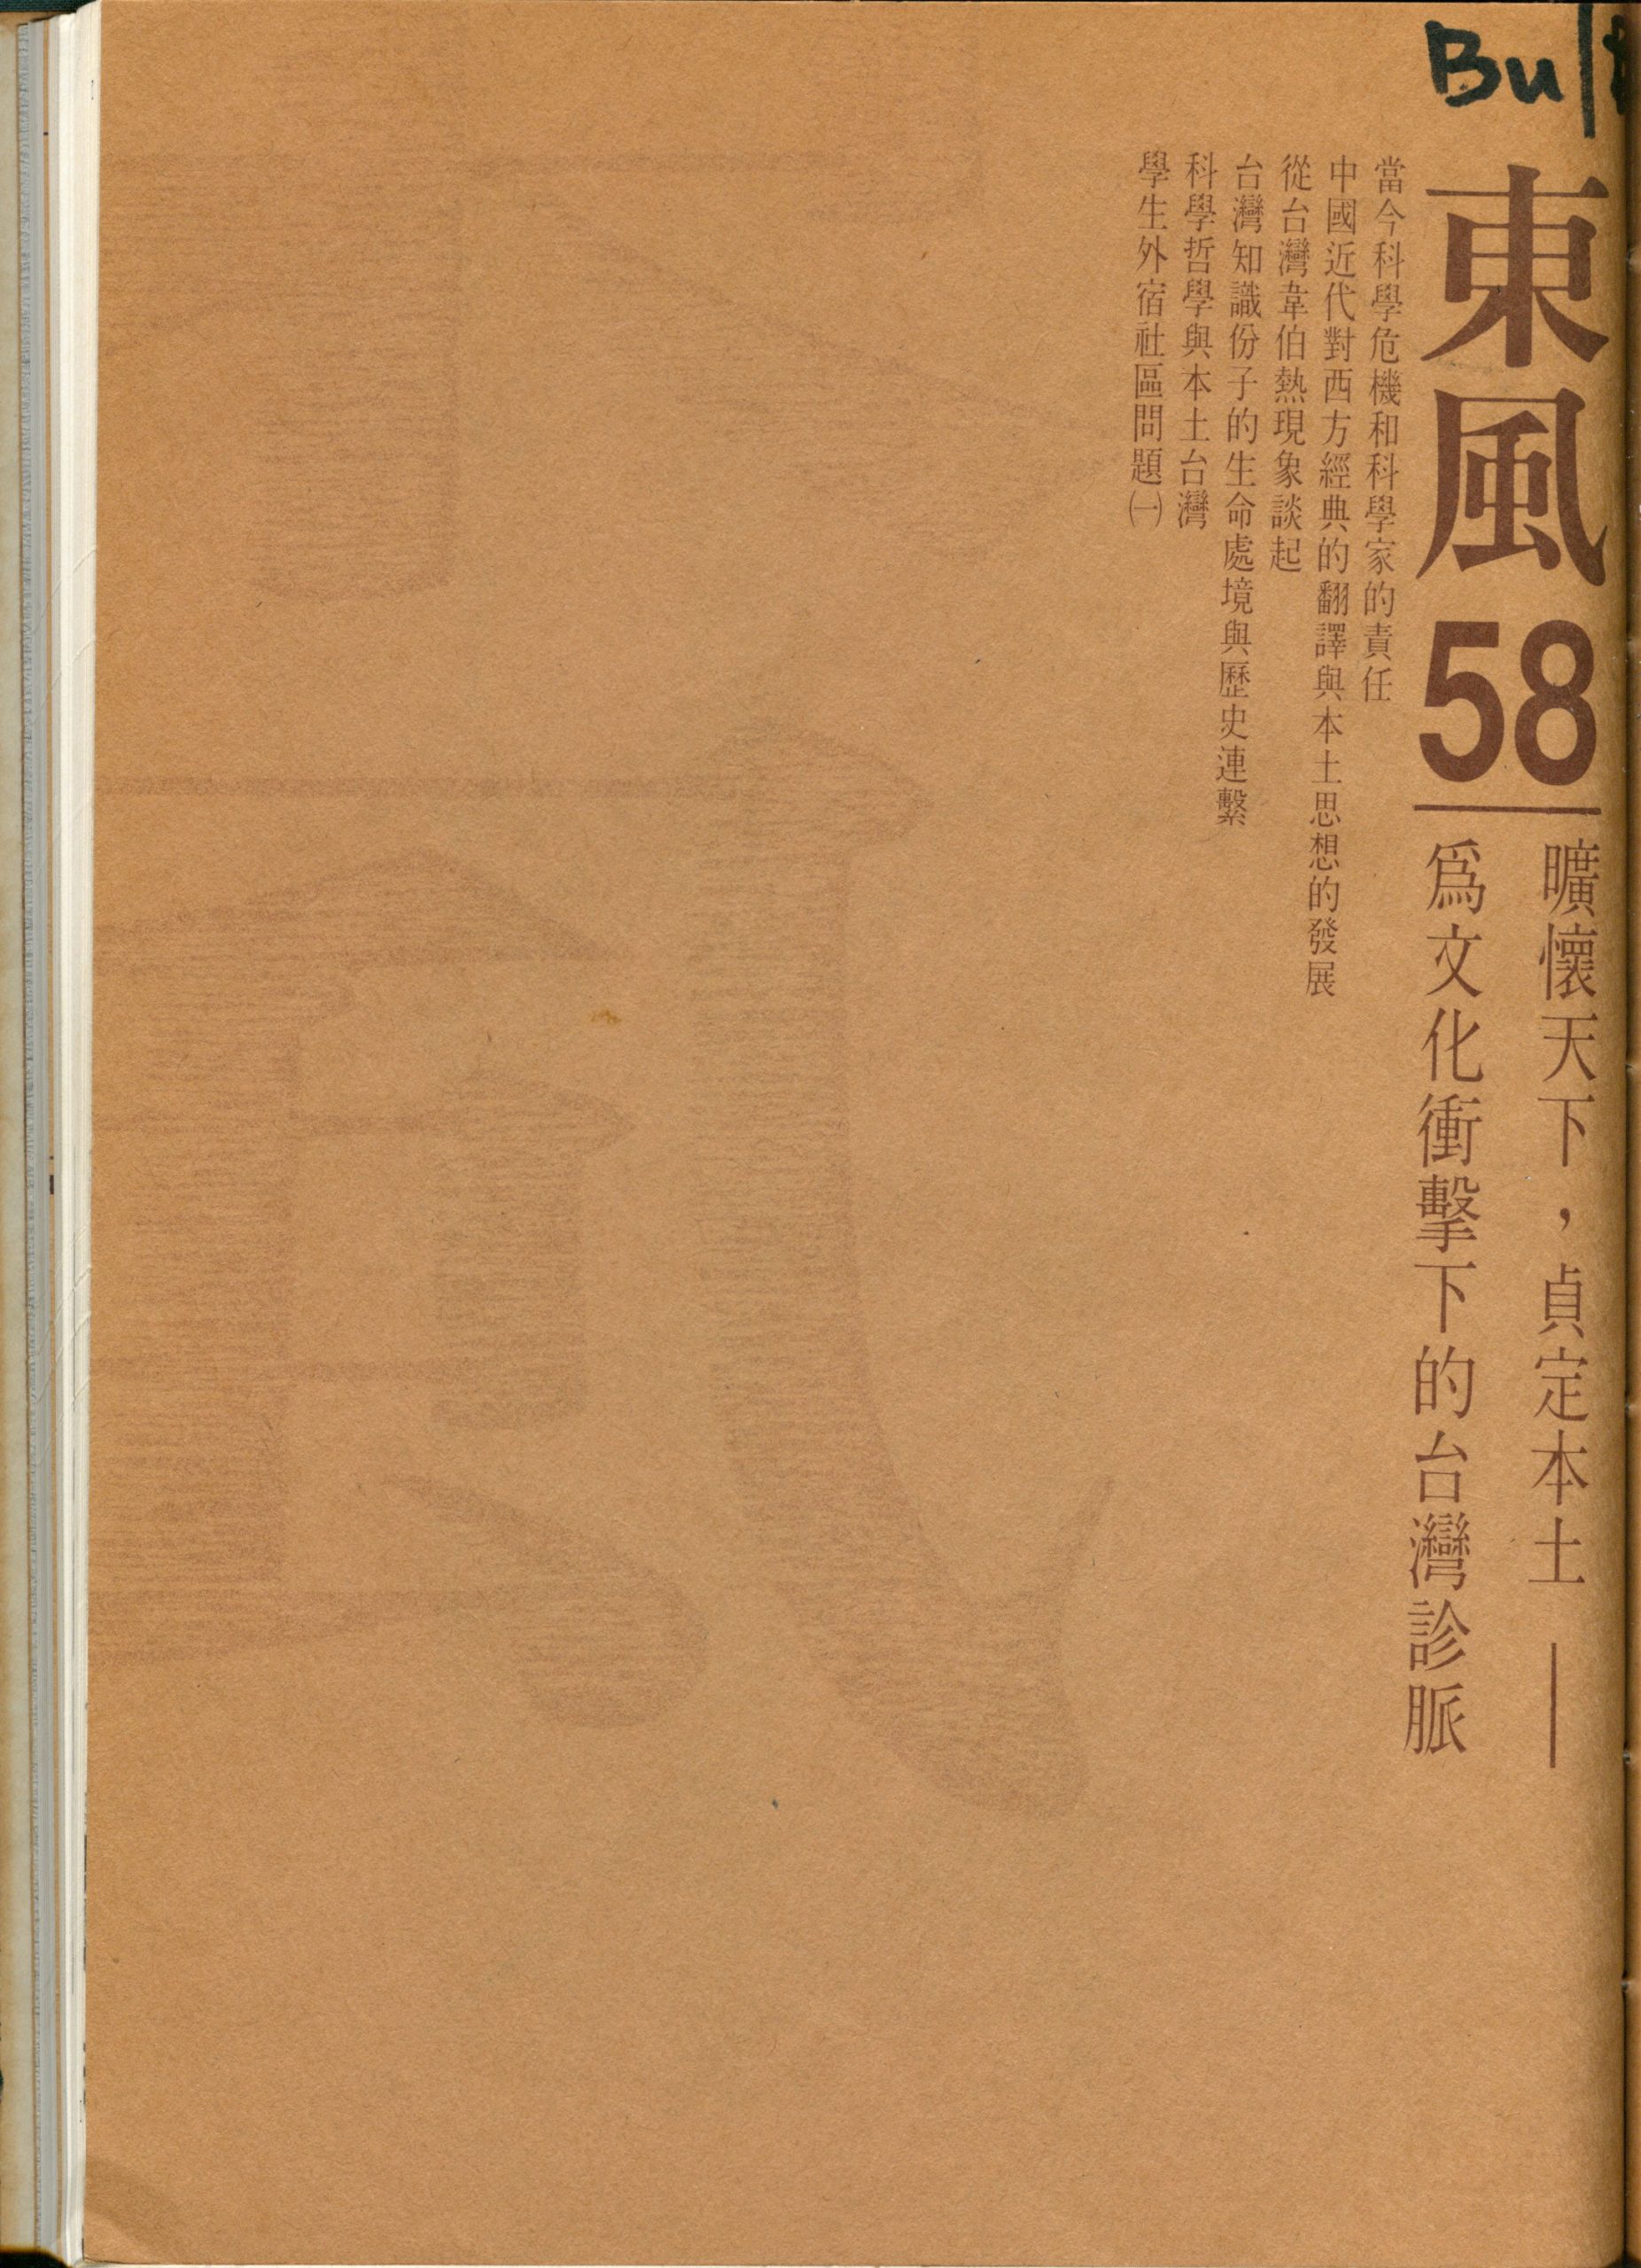 Bu
東風
58
曠懷天下，貞定本土——
爲文化衝擊下的台灣診脈
當今科學危機和科學家的責任
中國近代對西方經典的翻譯與本土思想的發展
從台灣韋伯熱現象談起
台灣知識份子的生命處境與歷史連繫
科學哲學與本土台灣
學生外宿社區問題㈠